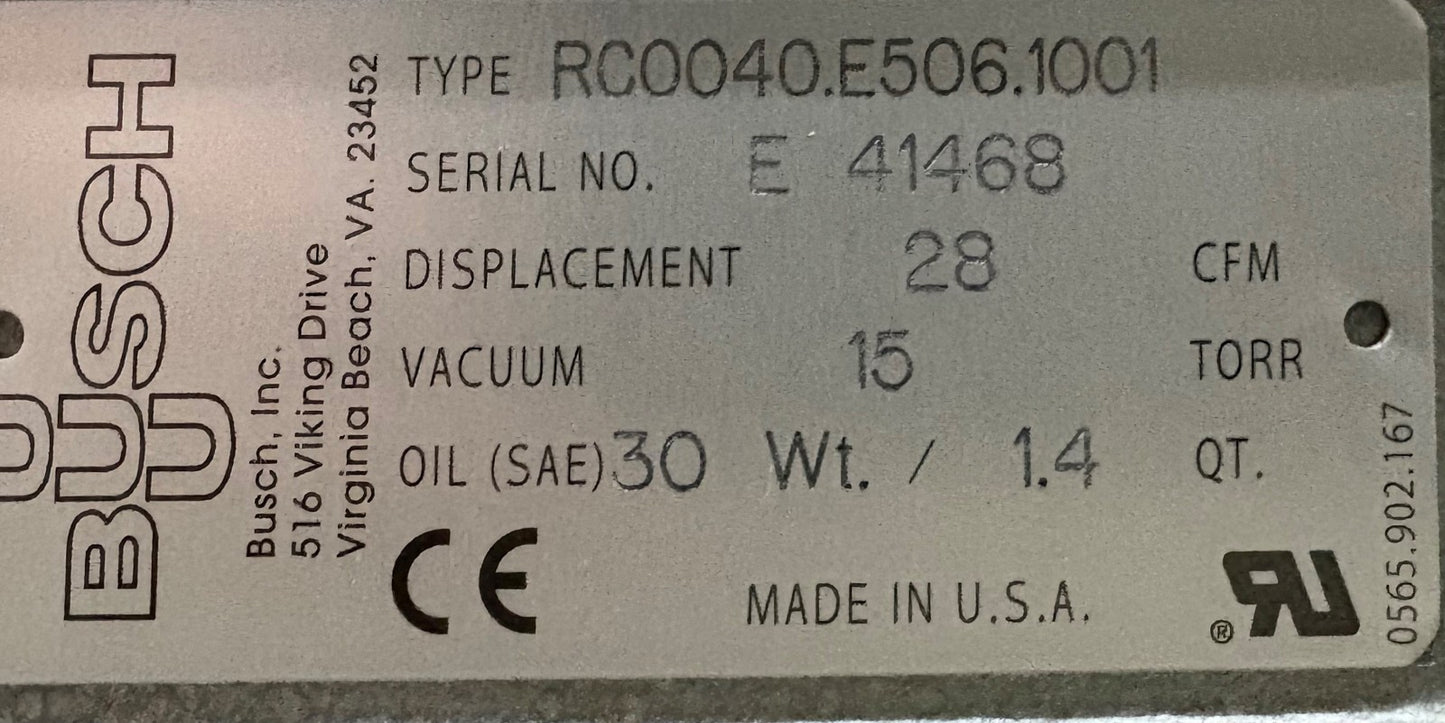 BUSCH
Busch, Inc.
516 Viking Drive
Virginia Beach, VA. 23452
TYPE RC0040.E506.1001
SERIAL NO. E 41468
DISPLACEMENT 28 CFM
VACUUM 15 TORR
OIL (SAE) 30 Wt. / 1.4 QT.
CE
MADE IN U.S.A.
®
0565.902.167